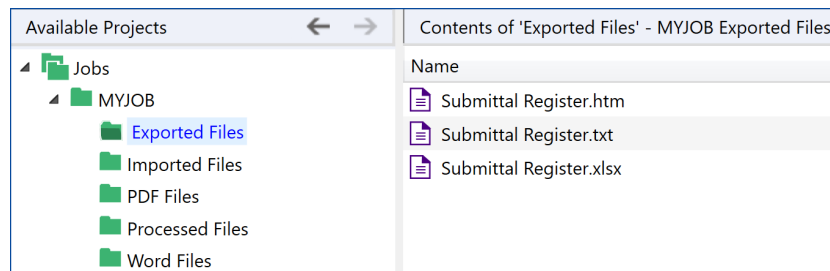 Available Projects
Jobs
MYJOB
Exported Files
Imported Files
PDF Files
Processed Files
Word Files
Contents of 'Exported Files' - MYJOB Exported Files
Name
Submittal Register.htm
Submittal Register.txt
Submittal Register.xlsx